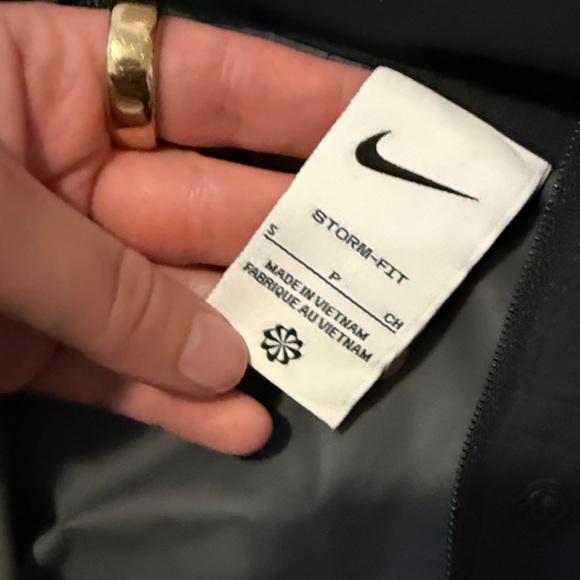 STORM-FIT
S P CH
MADE IN VIETNAM
FABRIQUE AU VIETNAM